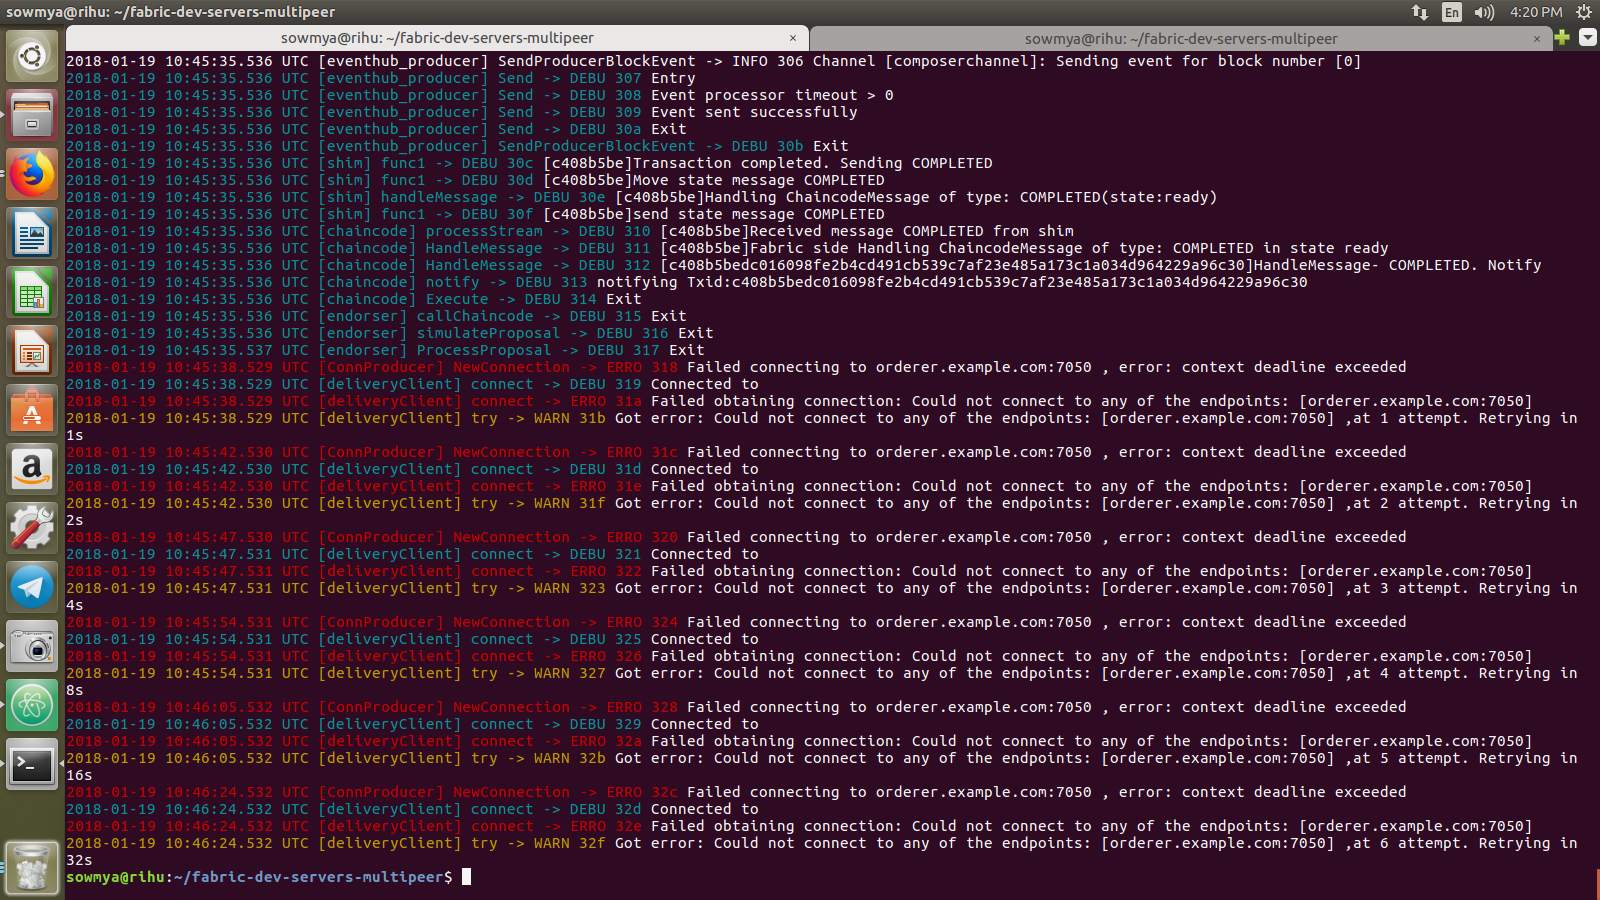 sowmya@rihu: ~/fabric-dev-servers-multipeer
En
4:20 PM
sowmya@rihu: ~/fabric-dev-servers-multipeer ×
sowmya@rihu: ~/fabric-dev-servers-multipeer ×
2018-01-19 10:45:35.536 UTC [eventhub_producer] SendProducerBlockEvent -> INFO 306 Channel [composerchannel]: Sending event for block number [0]
2018-01-19 10:45:35.536 UTC [eventhub_producer] Send -> DEBU 307 Entry
2018-01-19 10:45:35.536 UTC [eventhub_producer] Send -> DEBU 308 Event processor timeout > 0
2018-01-19 10:45:35.536 UTC [eventhub_producer] Send -> DEBU 309 Event sent successfully
2018-01-19 10:45:35.536 UTC [eventhub_producer] Send -> DEBU 30a Exit
2018-01-19 10:45:35.536 UTC [eventhub_producer] SendProducerBlockEvent -> DEBU 30b Exit
2018-01-19 10:45:35.536 UTC [shim] func1 -> DEBU 30c [c408b5be]Transaction completed. Sending COMPLETED
2018-01-19 10:45:35.536 UTC [shim] func1 -> DEBU 30d [c408b5be]Move state message COMPLETED
2018-01-19 10:45:35.536 UTC [shim] handleMessage -> DEBU 30e [c408b5be]Handling ChaincodeMessage of type: COMPLETED(state:ready)
2018-01-19 10:45:35.536 UTC [shim] func1 -> DEBU 30f [c408b5be]send state message COMPLETED
2018-01-19 10:45:35.536 UTC [chaincode] processStream -> DEBU 310 [c408b5be]Received message COMPLETED from shim
2018-01-19 10:45:35.536 UTC [chaincode] HandleMessage -> DEBU 311 [c408b5be]Fabric side Handling ChaincodeMessage of type: COMPLETED in state ready
2018-01-19 10:45:35.536 UTC [chaincode] HandleMessage -> DEBU 312 [c408b5bedc016098fe2b4cd491cb539c7af23e485a173c1a034d964229a96c30]HandleMessage- COMPLETED. Notify
2018-01-19 10:45:35.536 UTC [chaincode] notify -> DEBU 313 notifying Txid:c408b5bedc016098fe2b4cd491cb539c7af23e485a173c1a034d964229a96c30
2018-01-19 10:45:35.536 UTC [chaincode] Execute -> DEBU 314 Exit
2018-01-19 10:45:35.536 UTC [endorser] callChaincode -> DEBU 315 Exit
2018-01-19 10:45:35.536 UTC [endorser] simulateProposal -> DEBU 316 Exit
2018-01-19 10:45:35.537 UTC [endorser] ProcessProposal -> DEBU 317 Exit
2018-01-19 10:45:38.529 UTC [ConnProducer] NewConnection -> ERRO 318 Failed connecting to orderer.example.com:7050 , error: context deadline exceeded
2018-01-19 10:45:38.529 UTC [deliveryClient] connect -> DEBU 319 Connected to
2018-01-19 10:45:38.529 UTC [deliveryClient] connect -> ERRO 31a Failed obtaining connection: Could not connect to any of the endpoints: [orderer.example.com:7050]
2018-01-19 10:45:38.529 UTC [deliveryClient] try -> WARN 31b Got error: Could not connect to any of the endpoints: [orderer.example.com:7050] ,at 1 attempt. Retrying in
1s
2018-01-19 10:45:42.530 UTC [ConnProducer] NewConnection -> ERRO 31c Failed connecting to orderer.example.com:7050 , error: context deadline exceeded
2018-01-19 10:45:42.530 UTC [deliveryClient] connect -> DEBU 31d Connected to
2018-01-19 10:45:42.530 UTC [deliveryClient] connect -> ERRO 31e Failed obtaining connection: Could not connect to any of the endpoints: [orderer.example.com:7050]
2018-01-19 10:45:42.530 UTC [deliveryClient] try -> WARN 31f Got error: Could not connect to any of the endpoints: [orderer.example.com:7050] ,at 2 attempt. Retrying in
2s
2018-01-19 10:45:47.530 UTC [ConnProducer] NewConnection -> ERRO 320 Failed connecting to orderer.example.com:7050 , error: context deadline exceeded
2018-01-19 10:45:47.531 UTC [deliveryClient] connect -> DEBU 321 Connected to
2018-01-19 10:45:47.531 UTC [deliveryClient] connect -> ERRO 322 Failed obtaining connection: Could not connect to any of the endpoints: [orderer.example.com:7050]
2018-01-19 10:45:47.531 UTC [deliveryClient] try -> WARN 323 Got error: Could not connect to any of the endpoints: [orderer.example.com:7050] ,at 3 attempt. Retrying in
4s
2018-01-19 10:45:54.531 UTC [ConnProducer] NewConnection -> ERRO 324 Failed connecting to orderer.example.com:7050 , error: context deadline exceeded
2018-01-19 10:45:54.531 UTC [deliveryClient] connect -> DEBU 325 Connected to
2018-01-19 10:45:54.531 UTC [deliveryClient] connect -> ERRO 326 Failed obtaining connection: Could not connect to any of the endpoints: [orderer.example.com:7050]
2018-01-19 10:45:54.531 UTC [deliveryClient] try -> WARN 327 Got error: Could not connect to any of the endpoints: [orderer.example.com:7050] ,at 4 attempt. Retrying in
8s
2018-01-19 10:46:05.532 UTC [ConnProducer] NewConnection -> ERRO 328 Failed connecting to orderer.example.com:7050 , error: context deadline exceeded
2018-01-19 10:46:05.532 UTC [deliveryClient] connect -> DEBU 329 Connected to
2018-01-19 10:46:05.532 UTC [deliveryClient] connect -> ERRO 32a Failed obtaining connection: Could not connect to any of the endpoints: [orderer.example.com:7050]
2018-01-19 10:46:05.532 UTC [deliveryClient] try -> WARN 32b Got error: Could not connect to any of the endpoints: [orderer.example.com:7050] ,at 5 attempt. Retrying in
16s
2018-01-19 10:46:24.532 UTC [ConnProducer] NewConnection -> ERRO 32c Failed connecting to orderer.example.com:7050 , error: context deadline exceeded
2018-01-19 10:46:24.532 UTC [deliveryClient] connect -> DEBU 32d Connected to
2018-01-19 10:46:24.532 UTC [deliveryClient] connect -> ERRO 32e Failed obtaining connection: Could not connect to any of the endpoints: [orderer.example.com:7050]
2018-01-19 10:46:24.532 UTC [deliveryClient] try -> WARN 32f Got error: Could not connect to any of the endpoints: [orderer.example.com:7050] ,at 6 attempt. Retrying in
32s
sowmya@rihu:~/fabric-dev-servers-multipeer$